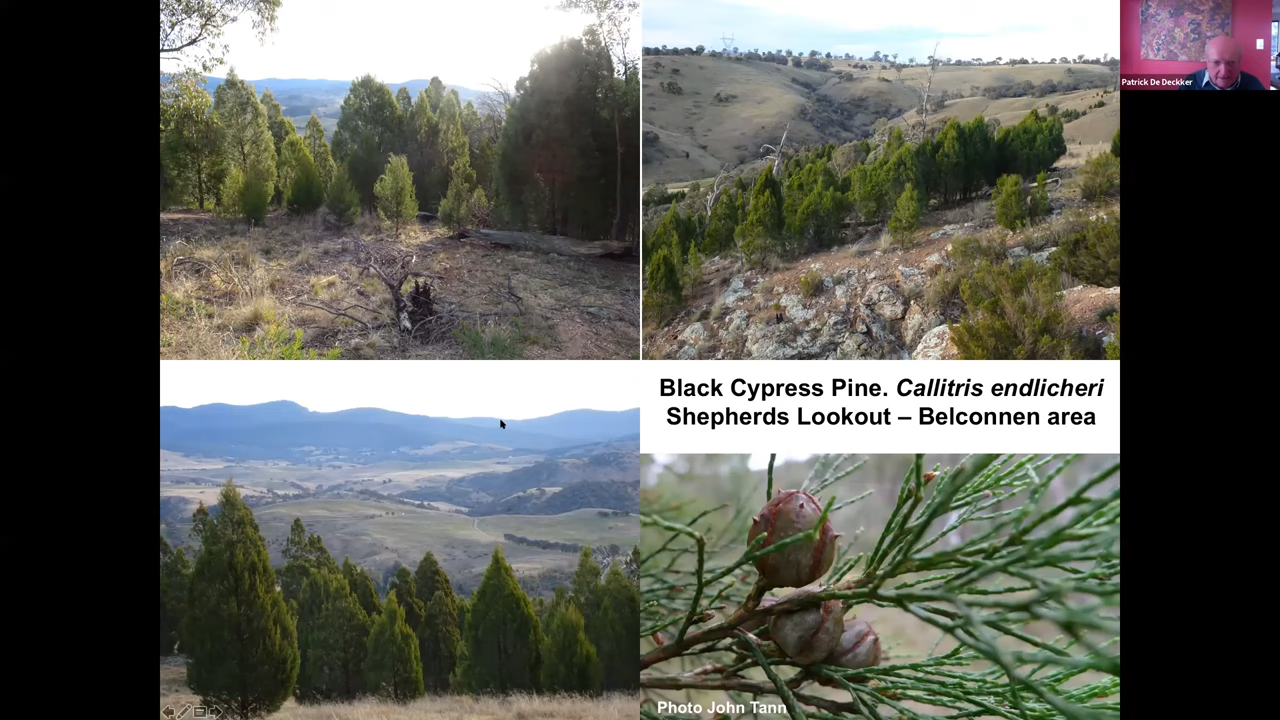 Patrick De Deckker
Black Cypress Pine. Callitris endlicheri
Shepherds Lookout – Belconnen area
Photo John Tann